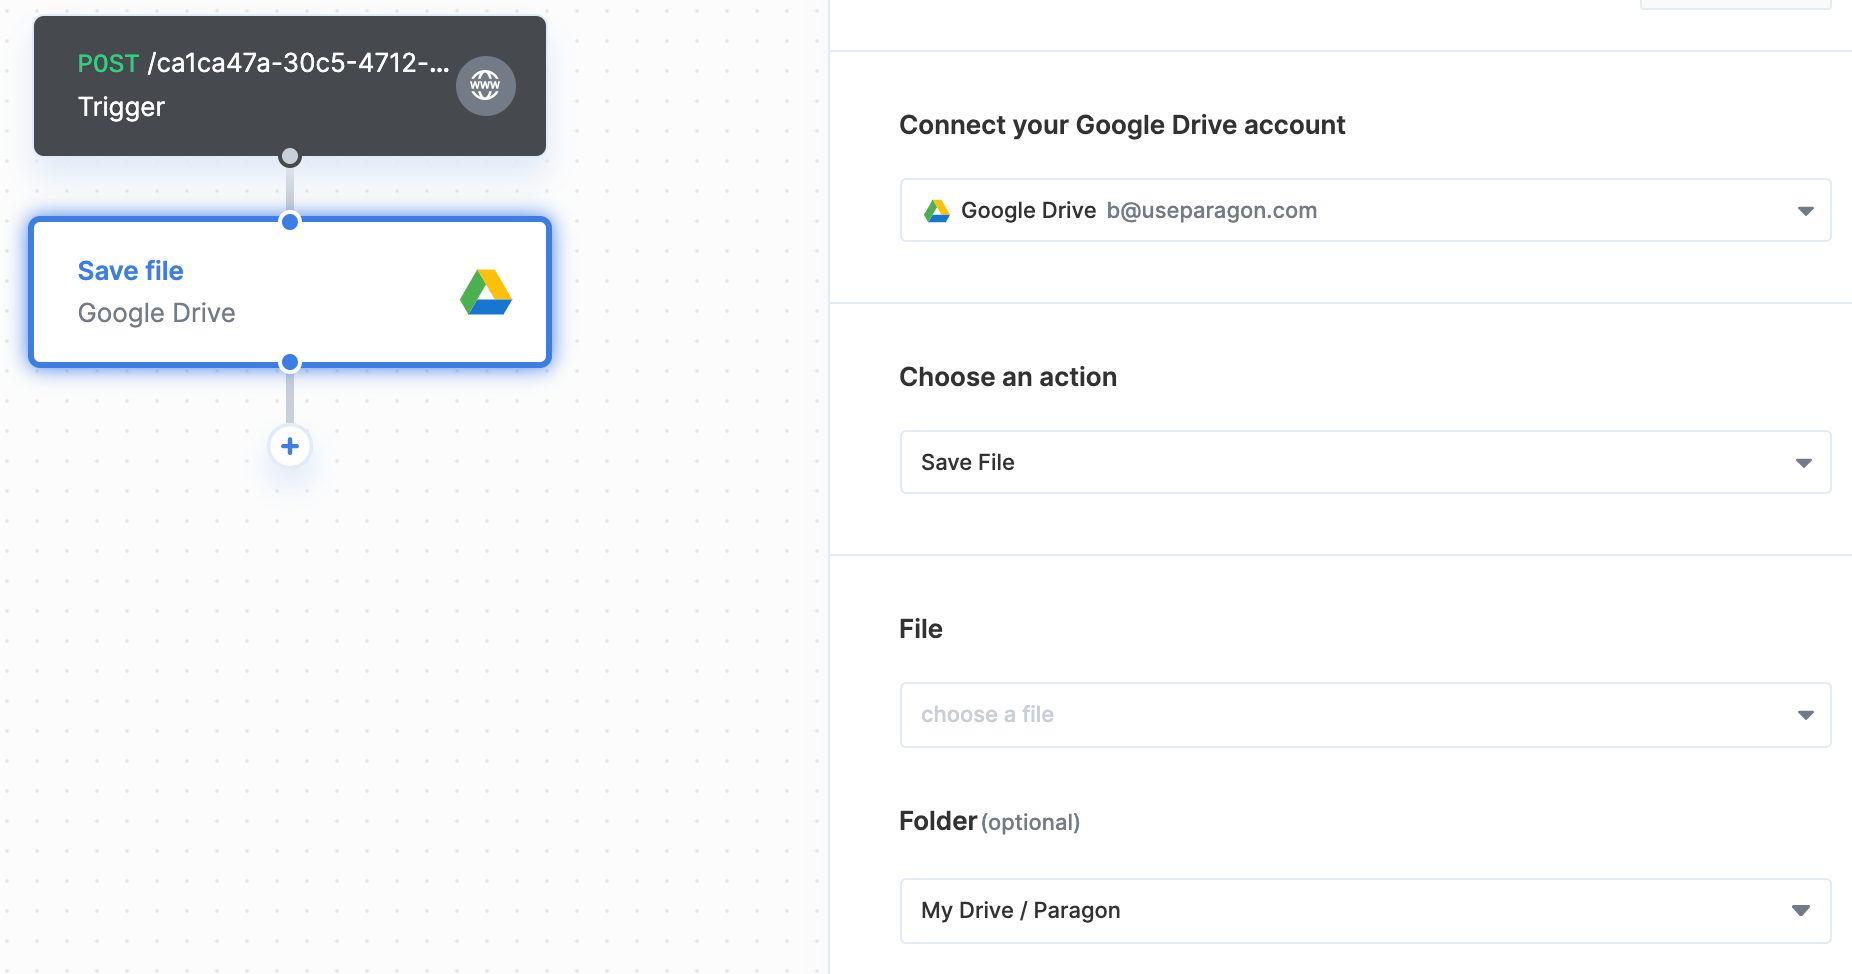 POST /ca1ca47a-30c5-4712-...
Trigger
WWW
Save file
Google Drive
Connect your Google Drive account
Google Drive b@useparagon.com
Choose an action
Save File
File
choose a file
Folder (optional)
My Drive / Paragon